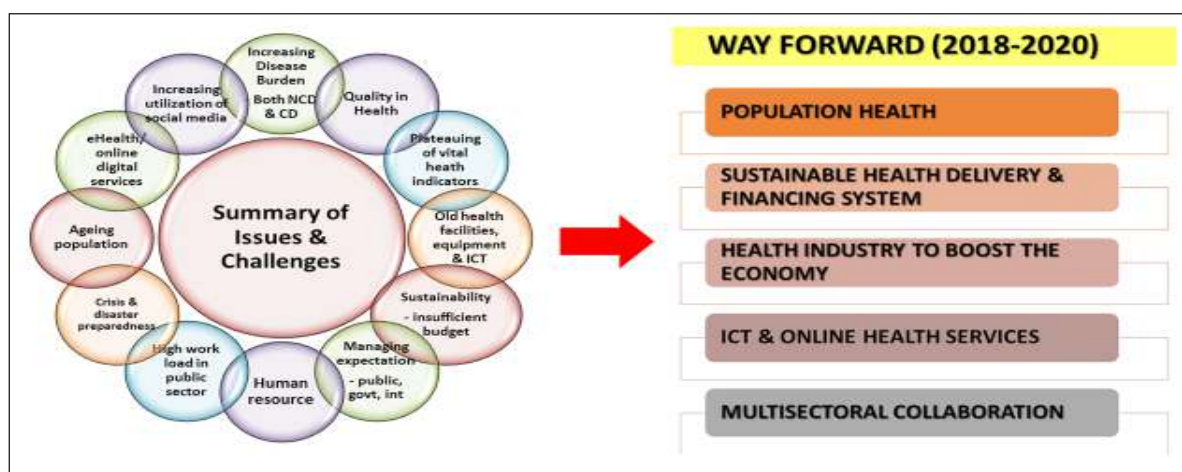 Increasing
Disease
Burden
Both NCD
& CD
Quality in
Health
Plateauing
of vital
heath
indicators
Old health
facilities,
equipment
& ICT
Sustainability
- insufficient
budget
Managing
expectation
- public,
govt, int
Human
resource
High work
load in
public
sector
Crisis &
disaster
preparedness
Ageing
population
eHealth/
online
digital
services
Increasing
utilization of
social media
Summary of
Issues &
Challenges
WAY FORWARD (2018-2020)
POPULATION HEALTH
SUSTAINABLE HEALTH DELIVERY &
FINANCING SYSTEM
HEALTH INDUSTRY TO BOOST THE
ECONOMY
ICT & ONLINE HEALTH SERVICES
MULTISECTORAL COLLABORATION